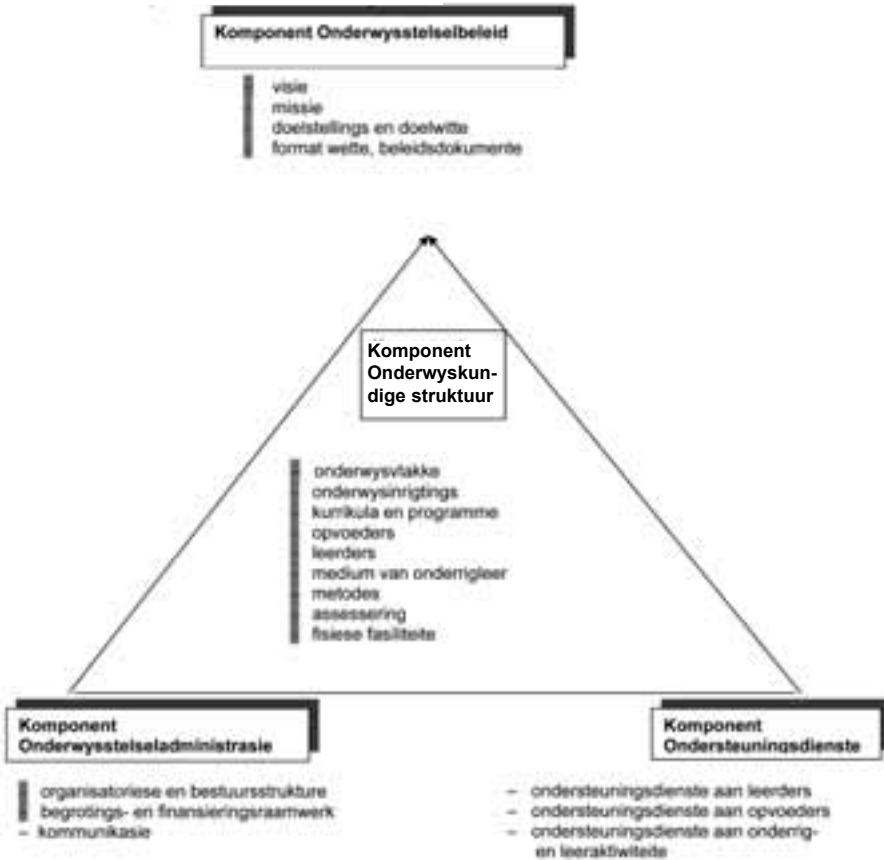 Komponent Onderwysstelselbeleid
visie
missie
doelstellings en doelwitte
format wette, beleidsdokumente
Komponent
Onderwyskun-
dige struktuur
onderwysvlakke
onderwysinrigtings
kurrikula en programme
opvoeders
leerders
medium van onderrigleer
metodes
assessering
fisiese fasiliteite
Komponent
Onderwysstelseladministrasie
organisatoriese en bestuursstrukture
begrotings- en finansieringsraamwerk
– kommunikasie
Komponent
Ondersteuningsdienste
– ondersteuningsdienste aan leerders
– ondersteuningsdienste aan opvoeders
– ondersteuningsdienste aan onderrig-
en leeraktiwiteite